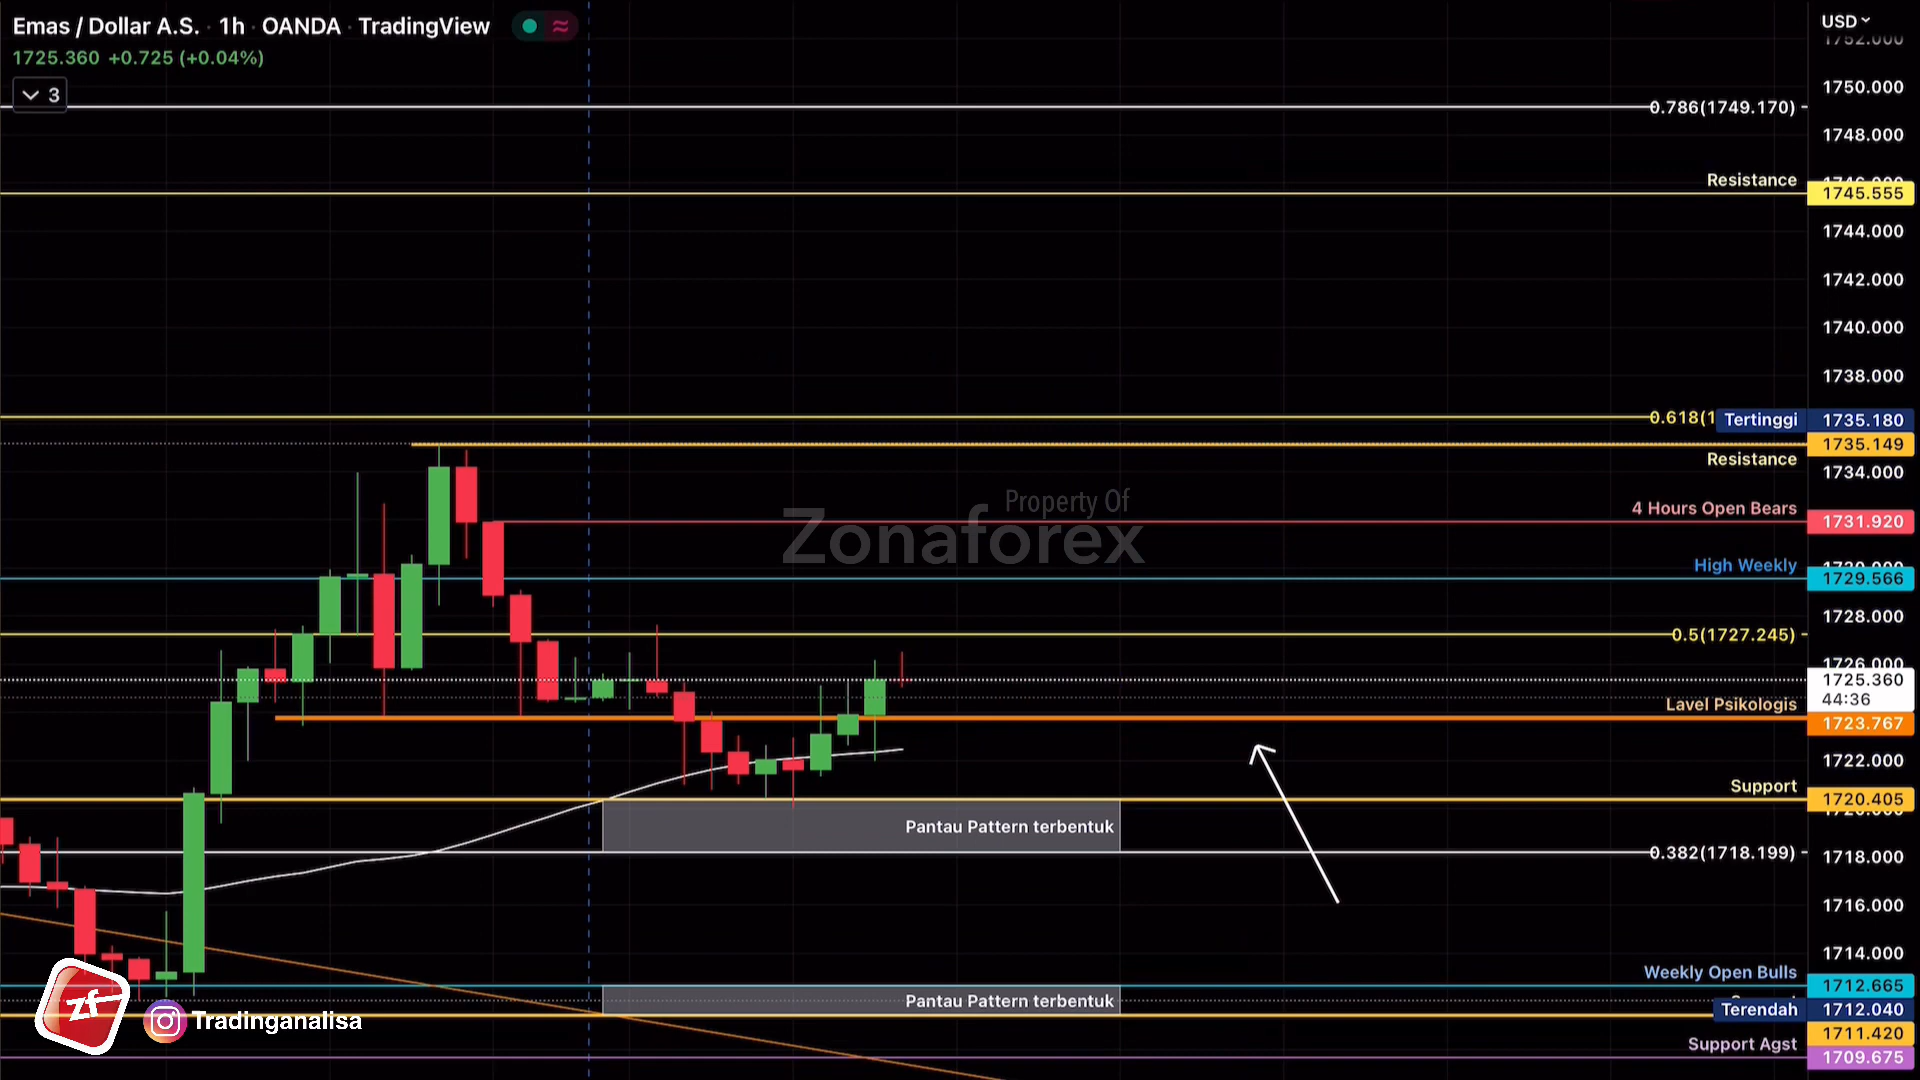 Emas / Dollar A.S. · 1h · OANDA · TradingView
1725.360 +0.725 (+0.04%)
3
USD
1752.000
1750.000
0.786(1749.170)
1748.000
Resistance
1745.555
1744.000
1742.000
1740.000
1738.000
0.618(1
Tertinggi
1735.180
1735.149
Resistance
1734.000
Property Of
Zonaforex
4 Hours Open Bears
1731.920
High Weekly
1729.566
1728.000
0.5(1727.245)
1726.000
1725.360
44:36
Lavel Psikologis
1723.767
1722.000
Support
1720.405
Pantau Pattern terbentuk
0.382(1718.199)
1718.000
1716.000
1714.000
Weekly Open Bulls
1712.665
Pantau Pattern terbentuk
Terendah
1712.040
zf
Tradinganalisa
1711.420
Support Agst
1709.675